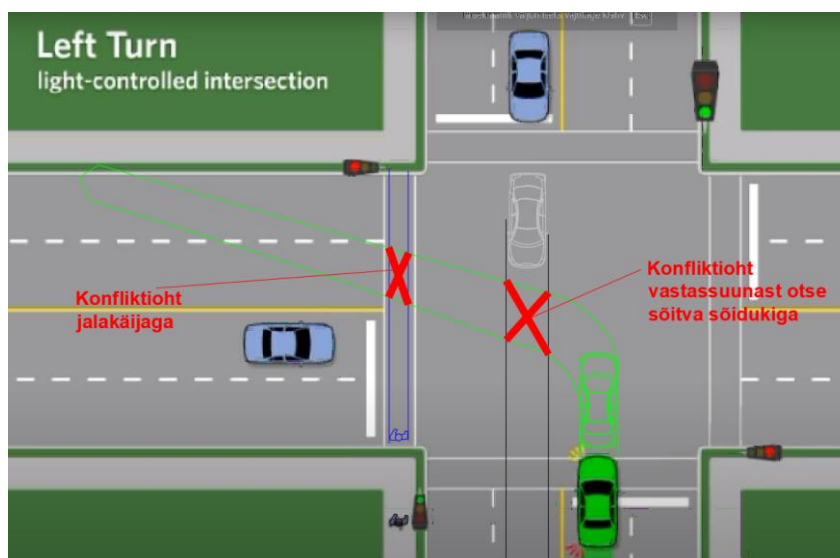 Left Turn
light-controlled intersection
Konfliktioht
jalakäijaga
Konfliktioht
vastassuunast otse
sõitva sõidukiga